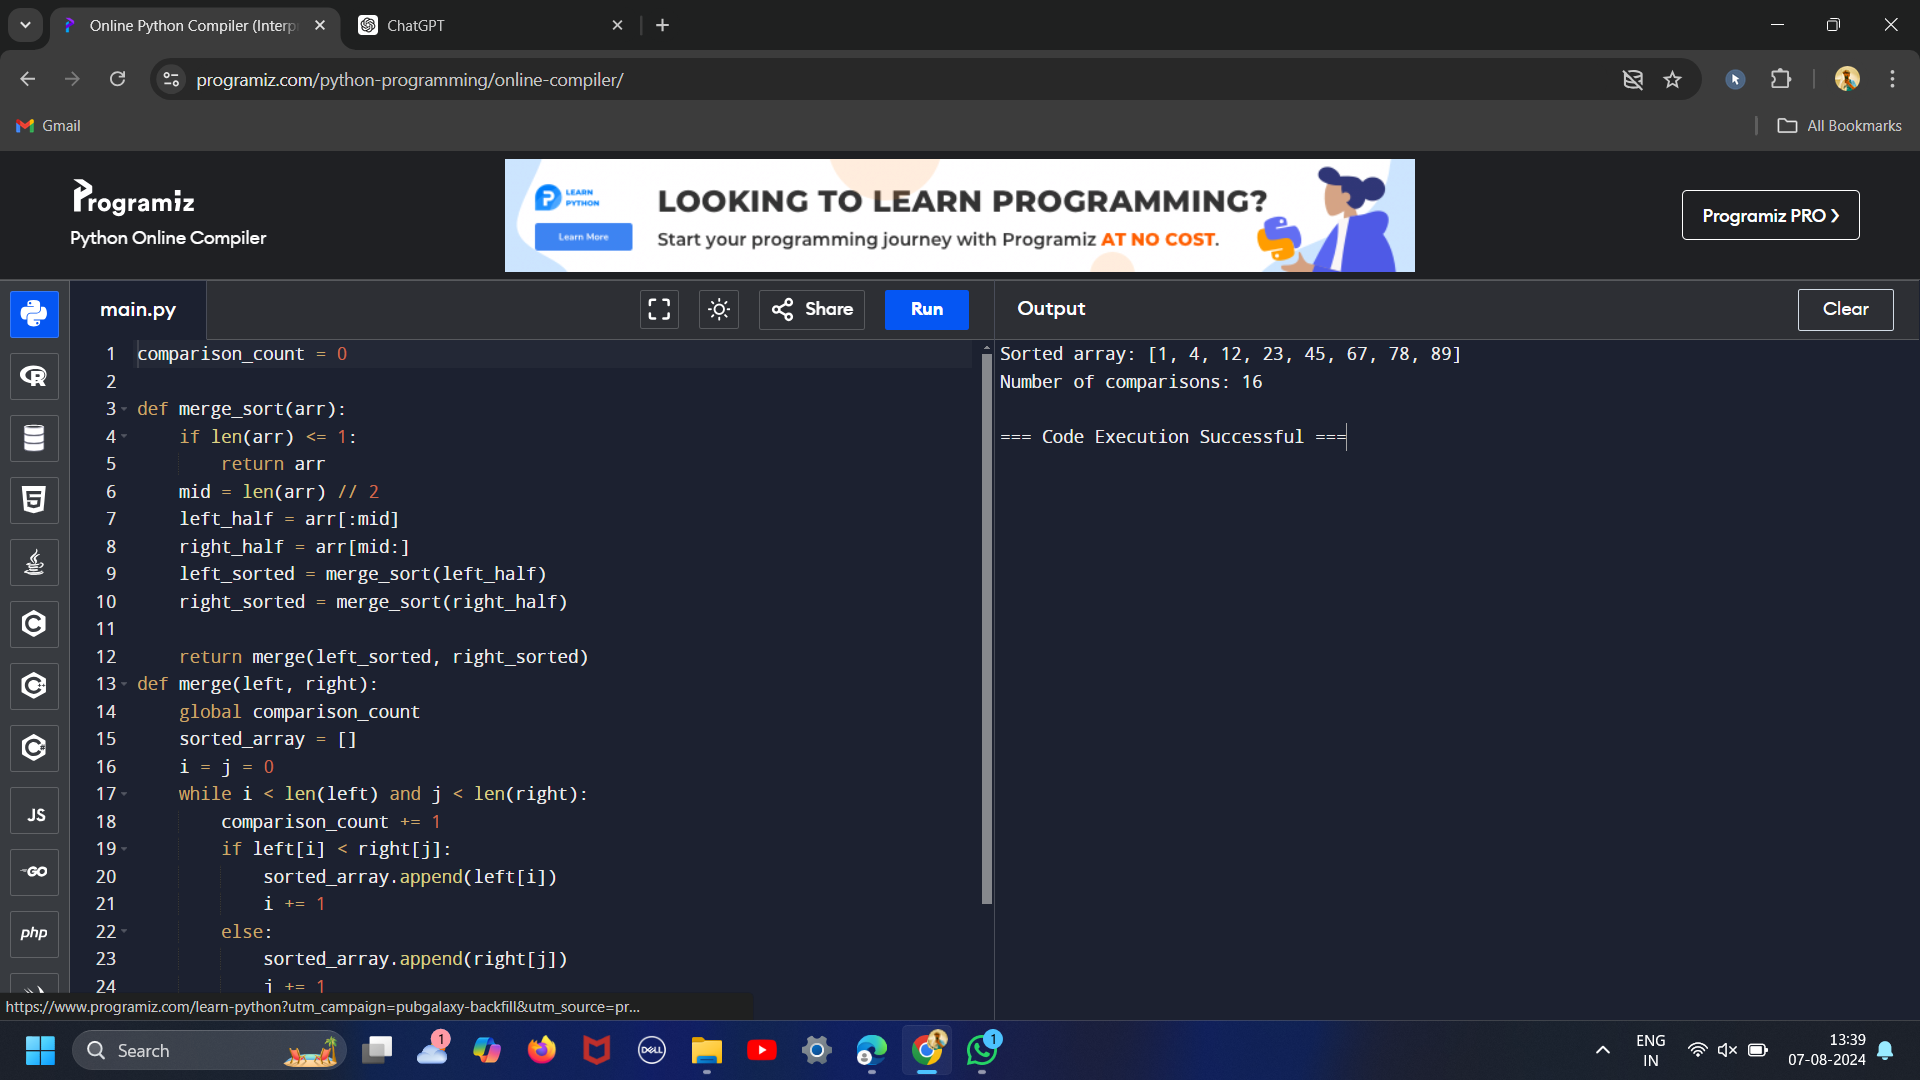 Online Python Compiler (Interp
ChatGPT
programiz.com/python-programming/online-compiler/
Gmail
All Bookmarks
Programiz
Python Online Compiler
LEARN
PYTHON
Learn More
LOOKING TO LEARN PROGRAMMING?
Start your programming journey with Programiz AT NO COST.
Programiz PRO
main.py
Share
Run
Output
Clear
1 comparison_count = 0
2
3 def merge_sort(arr):
4 if len(arr) <= 1:
5 return arr
6 mid = len(arr) // 2
7 left_half = arr[:mid]
8 right_half = arr[mid:]
9 left_sorted = merge_sort(left_half)
10 right_sorted = merge_sort(right_half)
11
12 return merge(left_sorted, right_sorted)
13 def merge(left, right):
14 global comparison_count
15 sorted_array = []
16 i = j = 0
17 while i < len(left) and j < len(right):
18 comparison_count += 1
19 if left[i] < right[j]:
20 sorted_array.append(left[i])
21 i += 1
22 else:
23 sorted_array.append(right[j])
24 j += 1
Sorted array: [1, 4, 12, 23, 45, 67, 78, 89]
Number of comparisons: 16
=== Code Execution Successful ===
R
5
C
C++
C#
JS
GO
php
https://www.programiz.com/learn-python?utm_campaign=pubgalaxy-backfill&utm_source=pr...
Search
1
DELL
1
ENG
IN
13:39
07-08-2024